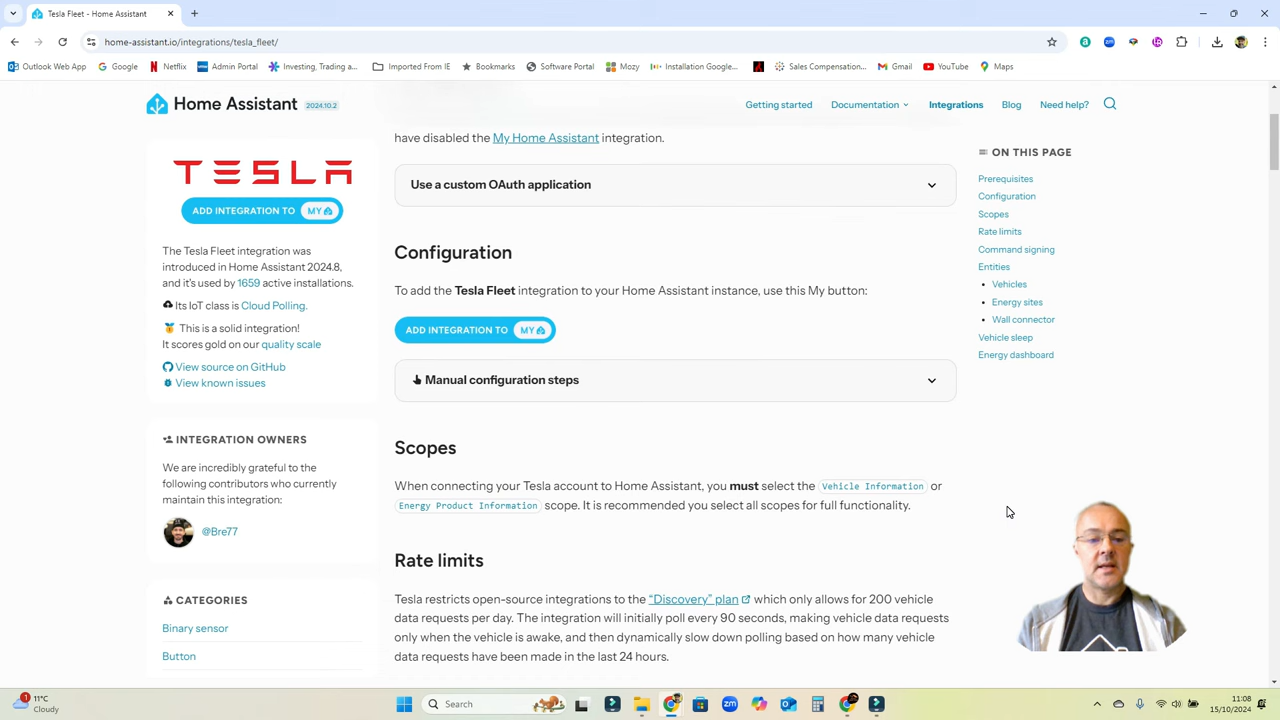 Tesla Fleet - Home Assistant
home-assistant.io/integrations/tesla_fleet/
Outlook Web App
Google
Netflix
Admin Portal
Investing, Trading a...
Imported From IE
Bookmarks
Software Portal
Mozy
Installation Google...
Sales Compensation...
Gmail
YouTube
Maps
Home Assistant 2024.10.2
Getting started
Documentation
Integrations
Blog
Need help?
TESLA
ADD INTEGRATION TO MY
The Tesla Fleet integration was
introduced in Home Assistant 2024.8,
and it's used by 1659 active installations.
Its IoT class is Cloud Polling.
This is a solid integration!
It scores gold on our quality scale
View source on GitHub
View known issues
INTEGRATION OWNERS
We are incredibly grateful to the
following contributors who currently
maintain this integration:
@Bre77
CATEGORIES
Binary sensor
Button
have disabled the My Home Assistant integration.
Use a custom OAuth application
Configuration
To add the Tesla Fleet integration to your Home Assistant instance, use this My button:
ADD INTEGRATION TO MY
Manual configuration steps
Scopes
When connecting your Tesla account to Home Assistant, you must select the Vehicle Information or
Energy Product Information scope. It is recommended you select all scopes for full functionality.
Rate limits
Tesla restricts open-source integrations to the “Discovery” plan which only allows for 200 vehicle
data requests per day. The integration will initially poll every 90 seconds, making vehicle data requests
only when the vehicle is awake, and then dynamically slow down polling based on how many vehicle
data requests have been made in the last 24 hours.
ON THIS PAGE
Prerequisites
Configuration
Scopes
Rate limits
Command signing
Entities
Vehicles
Energy sites
Wall connector
Vehicle sleep
Energy dashboard
1
11°C
Cloudy
Search
11:08
15/10/2024